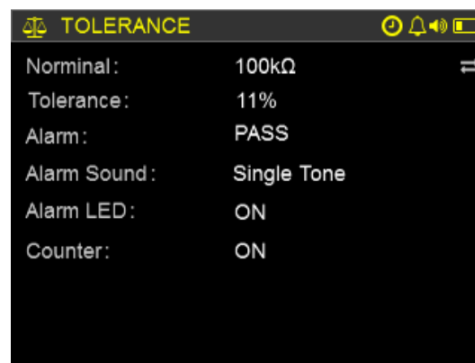 TOLERANCE
Norminal: 100kΩ
Tolerance: 11%
Alarm: PASS
Alarm Sound: Single Tone
Alarm LED: ON
Counter: ON